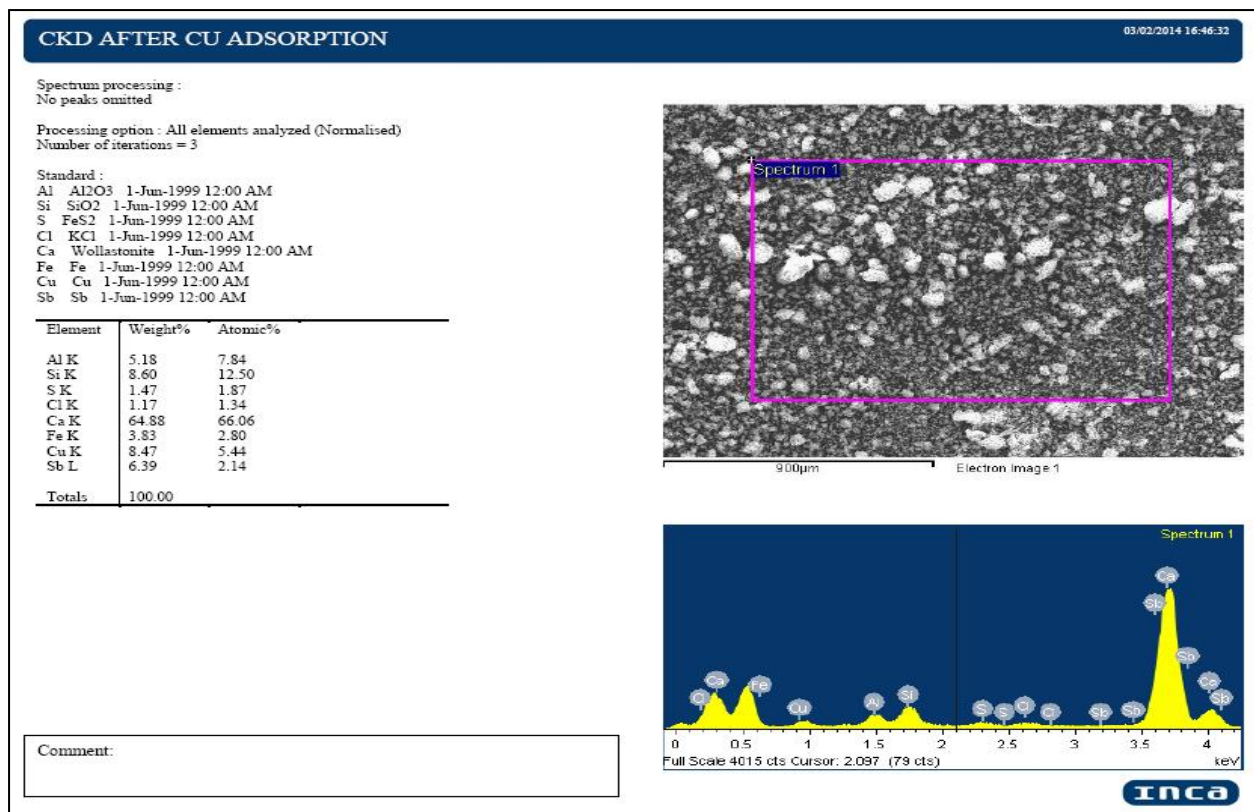 CKD AFTER CU ADSORPTION
03/02/2014 16:46:32
Spectrum processing :
No peaks omitted
Processing option : All elements analyzed (Normalised)
Number of iterations = 3
Standard :
Al Al2O3 1-Jun-1999 12:00 AM
Si SiO2 1-Jun-1999 12:00 AM
S FeS2 1-Jun-1999 12:00 AM
Cl KCl 1-Jun-1999 12:00 AM
Ca Wollastonite 1-Jun-1999 12:00 AM
Fe Fe 1-Jun-1999 12:00 AM
Cu Cu 1-Jun-1999 12:00 AM
Sb Sb 1-Jun-1999 12:00 AM
Element Weight% Atomic%
Al K 5.18 7.84
Si K 8.60 12.50
S K 1.47 1.87
Cl K 1.17 1.34
Ca K 64.88 66.06
Fe K 3.83 2.80
Cu K 8.47 5.44
Sb L 6.39 2.14
Totals 100.00
Comment:
Spectrum 1
900µm Electron Image 1
Spectrum 1
Ca
Sb
Sb
Ca Fe Si Cl Ca
Cl Cu Al S S Cl Sb Sb Sb
0 0.5 1 1.5 2 2.5 3 3.5 4
Full Scale 4015 cts Cursor: 2.097 (79 cts) keV
INCA